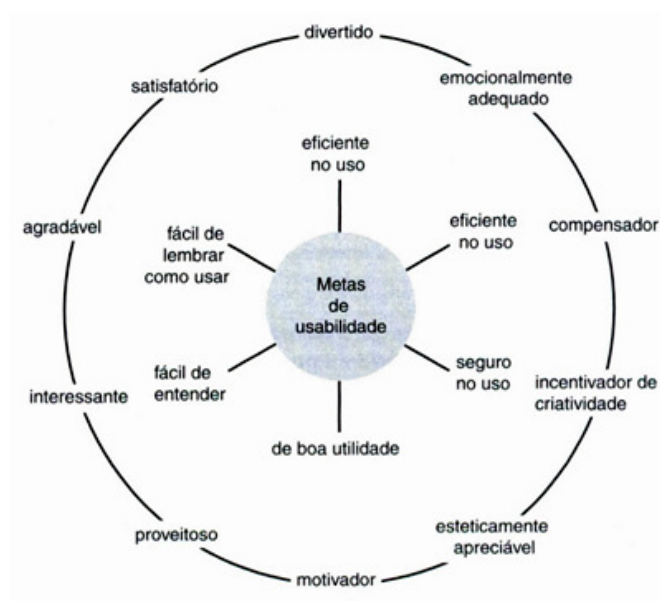 divertido
emocionalmente
adequado
satisfatório
eficiente
no uso
eficiente
no uso
compensador
agradável
fácil de
lembrar
como usar
Metas
de
usabilidade
seguro
no uso
incentivador de
criatividade
fácil de
entender
interessante
de boa utilidade
esteticamente
apreciável
proveitoso
motivador